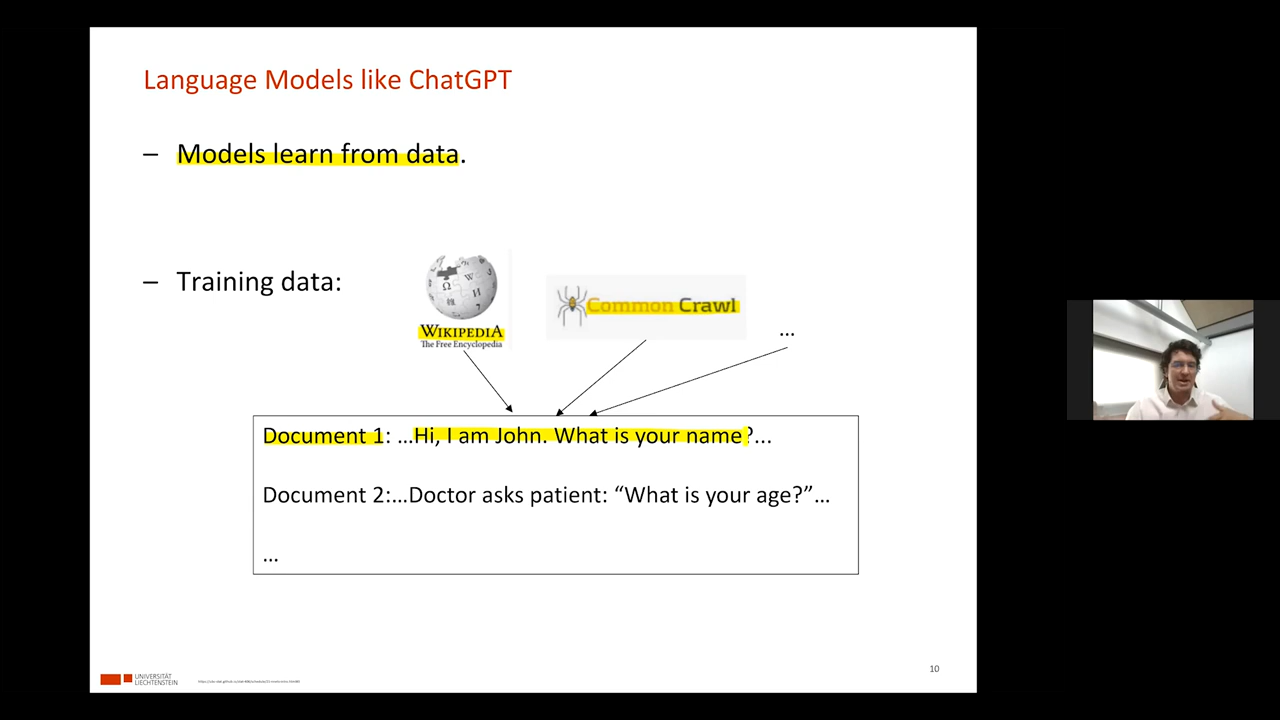 Language Models like ChatGPT
– Models learn from data.
– Training data:
WIKIPEDIA
The Free Encyclopedia
Common Crawl
...
Document 1: ...Hi, I am John. What is your name?...
Document 2:...Doctor asks patient: “What is your age?”...
...
10
UNIVERSITÄT
LIECHTENSTEIN